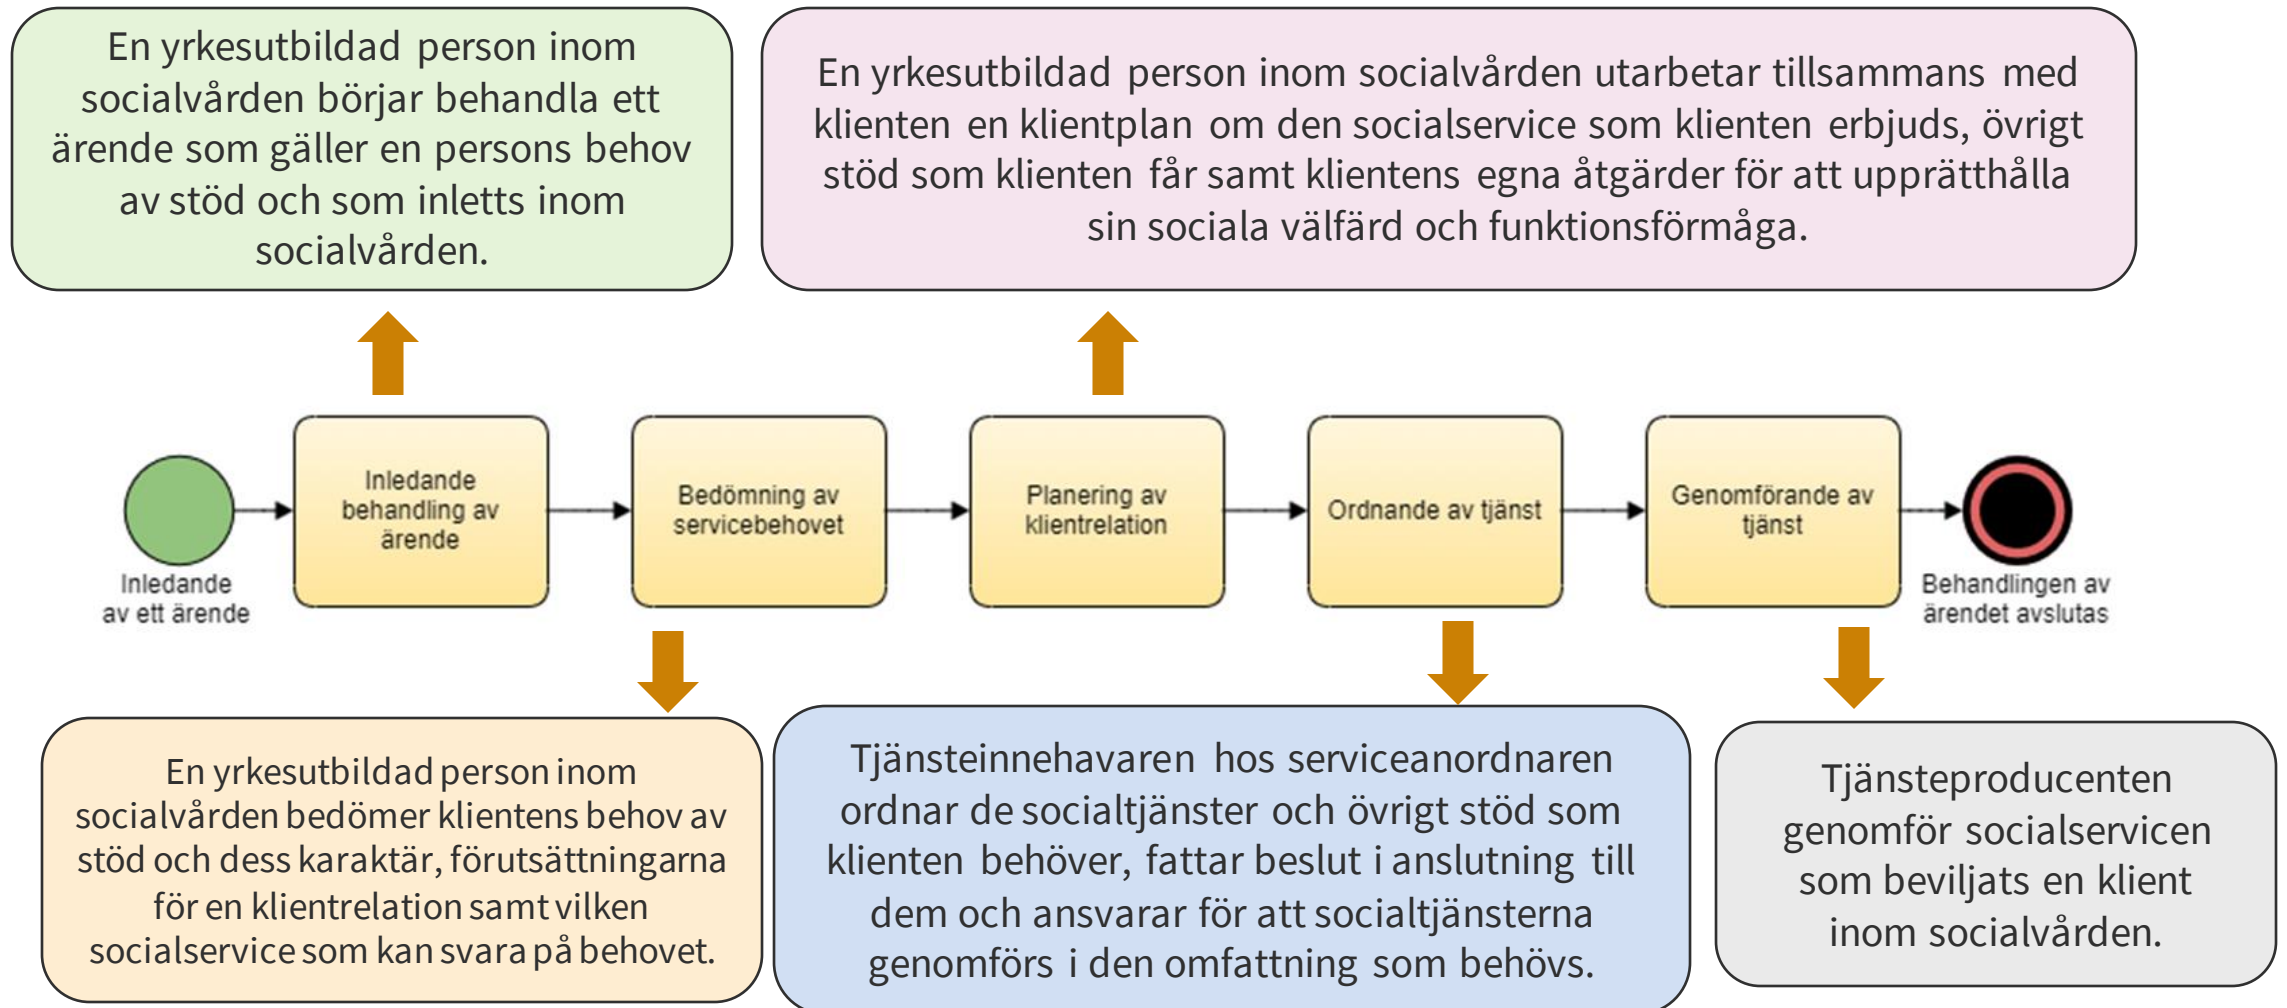 En yrkesutbildad person inom
socialvården börjar behandla ett
ärende som gäller en persons behov
av stöd och som inletts inom
socialvården.
En yrkesutbildad person inom socialvården utarbetar tillsammans med
klienten en klientplan om den socialservice som klienten erbjuds, övrigt
stöd som klienten får samt klientens egna åtgärder för att upprätthålla
sin sociala välfärd och funktionsförmåga.
Inledande
av ett ärende
Inledande
behandling av
ärende
Bedömning av
servicebehovet
Planering av
klientrelation
Ordnande av tjänst
Genomförande av
tjänst
Behandlingen av
ärendet avslutas
En yrkesutbildad person inom
socialvården bedömer klientens behov av
stöd och dess karaktär, förutsättningarna
för en klientrelation samt vilken
socialservice som kan svara på behovet.
Tjänsteinnehavaren hos serviceanordnaren
ordnar de socialtjänster och övrigt stöd som
klienten behöver, fattar beslut i anslutning till
dem och ansvarar för att socialtjänsterna
genomförs i den omfattning som behövs.
Tjänsteproducenten
genomför socialservicen
som beviljats en klient
inom socialvården.